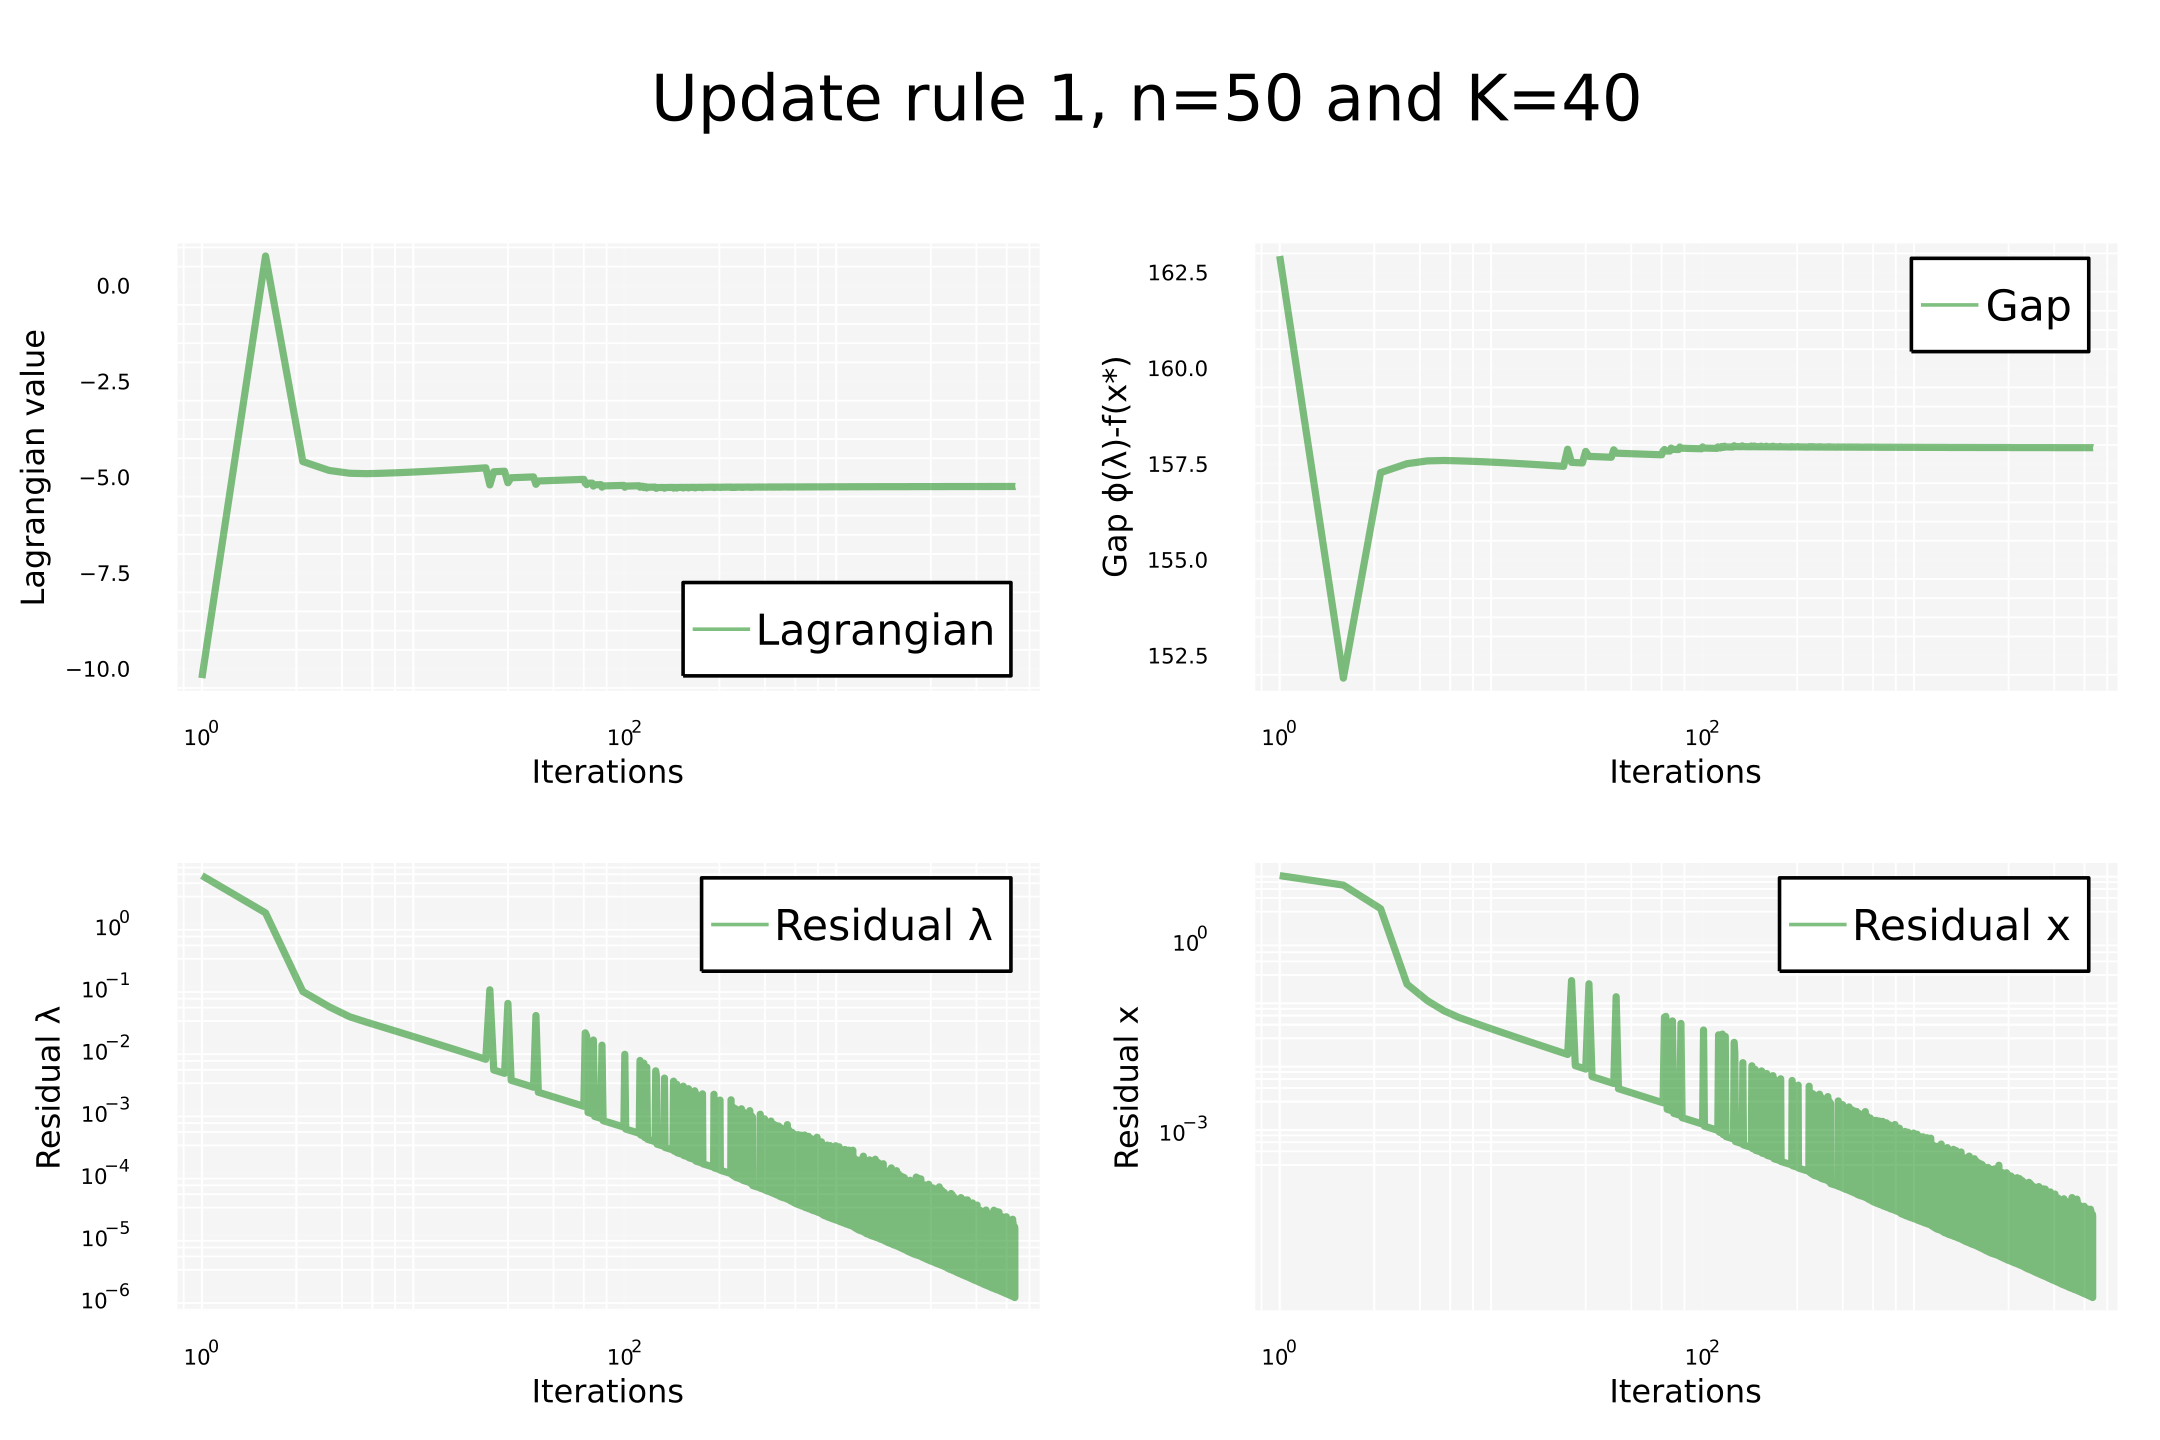 Update rule 1, n=50 and K=40
Lagrangian value
0.0
−2.5
−5.0
−7.5
−10.0
Lagrangian
10⁰
10²
Iterations
Gap ϕ(λ)-f(x*)
162.5
160.0
157.5
155.0
152.5
Gap
10⁰
10²
Iterations
Residual λ
10⁰
10⁻¹
10⁻²
10⁻³
10⁻⁴
10⁻⁵
10⁻⁶
Residual λ
10⁰
10²
Iterations
Residual x
10⁰
10⁻³
Residual x
10⁰
10²
Iterations